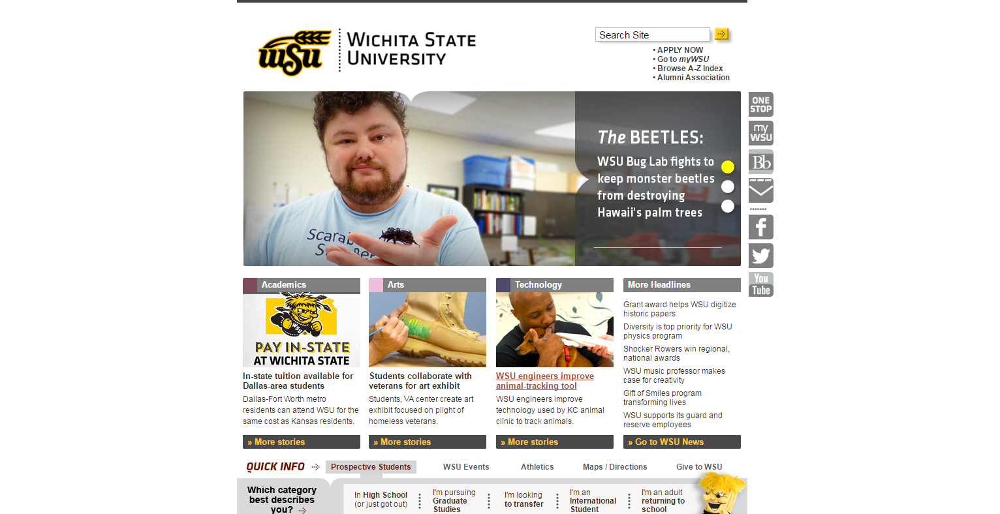 WSU
WICHITA STATE
UNIVERSITY
Search Site
• APPLY NOW
• Go to myWSU
• Browse A-Z Index
• Alumni Association
The BEETLES:
WSU Bug Lab fights to
keep monster beetles
from destroying
Hawaii's palm trees
ONE
STOP
my
WSU
Bb
f
You
Tube
Academics
WSU
PAY IN-STATE
AT WICHITA STATE
In-state tuition available for
Dallas-area students
Dallas-Fort Worth metro
residents can attend WSU for the
same cost as Kansas residents.
» More stories
Arts
Students collaborate with
veterans for art exhibit
Students, VA center create art
exhibit focused on plight of
homeless veterans.
» More stories
Technology
WSU engineers improve
animal-tracking tool
WSU engineers improve
technology used by KC animal
clinic to track animals.
» More stories
More Headlines
Grant award helps WSU digitize
historic papers
Diversity is top priority for WSU
physics program
Shocker Rowers win regional,
national awards
WSU music professor makes
case for creativity
Gift of Smiles program
transforming lives
WSU supports its guard and
reserve employees
» Go to WSU News
QUICK INFO
Prospective Students
WSU Events
Athletics
Maps / Directions
Give to WSU
Which category
best describes
you?
In High School
(or just got out)
I'm pursuing
Graduate
Studies
I'm looking
to transfer
I'm an
International
Student
I'm an adult
returning to
school